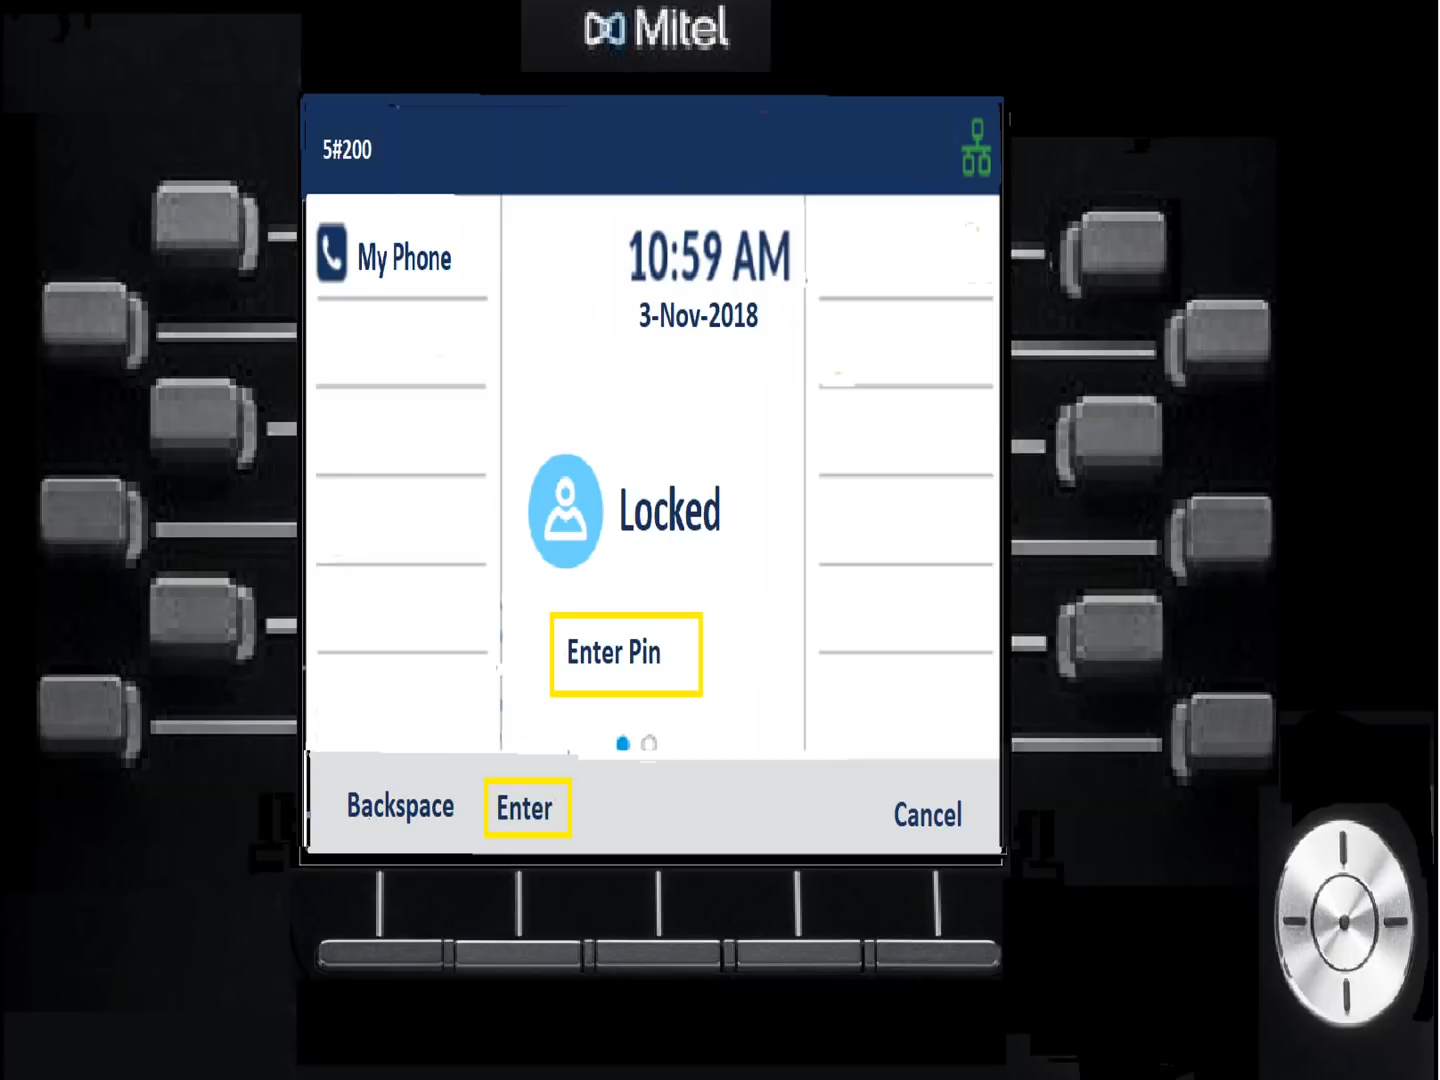 Mitel
5#200
My Phone
10:59 AM
3-Nov-2018
Locked
Enter Pin
Backspace Enter Cancel